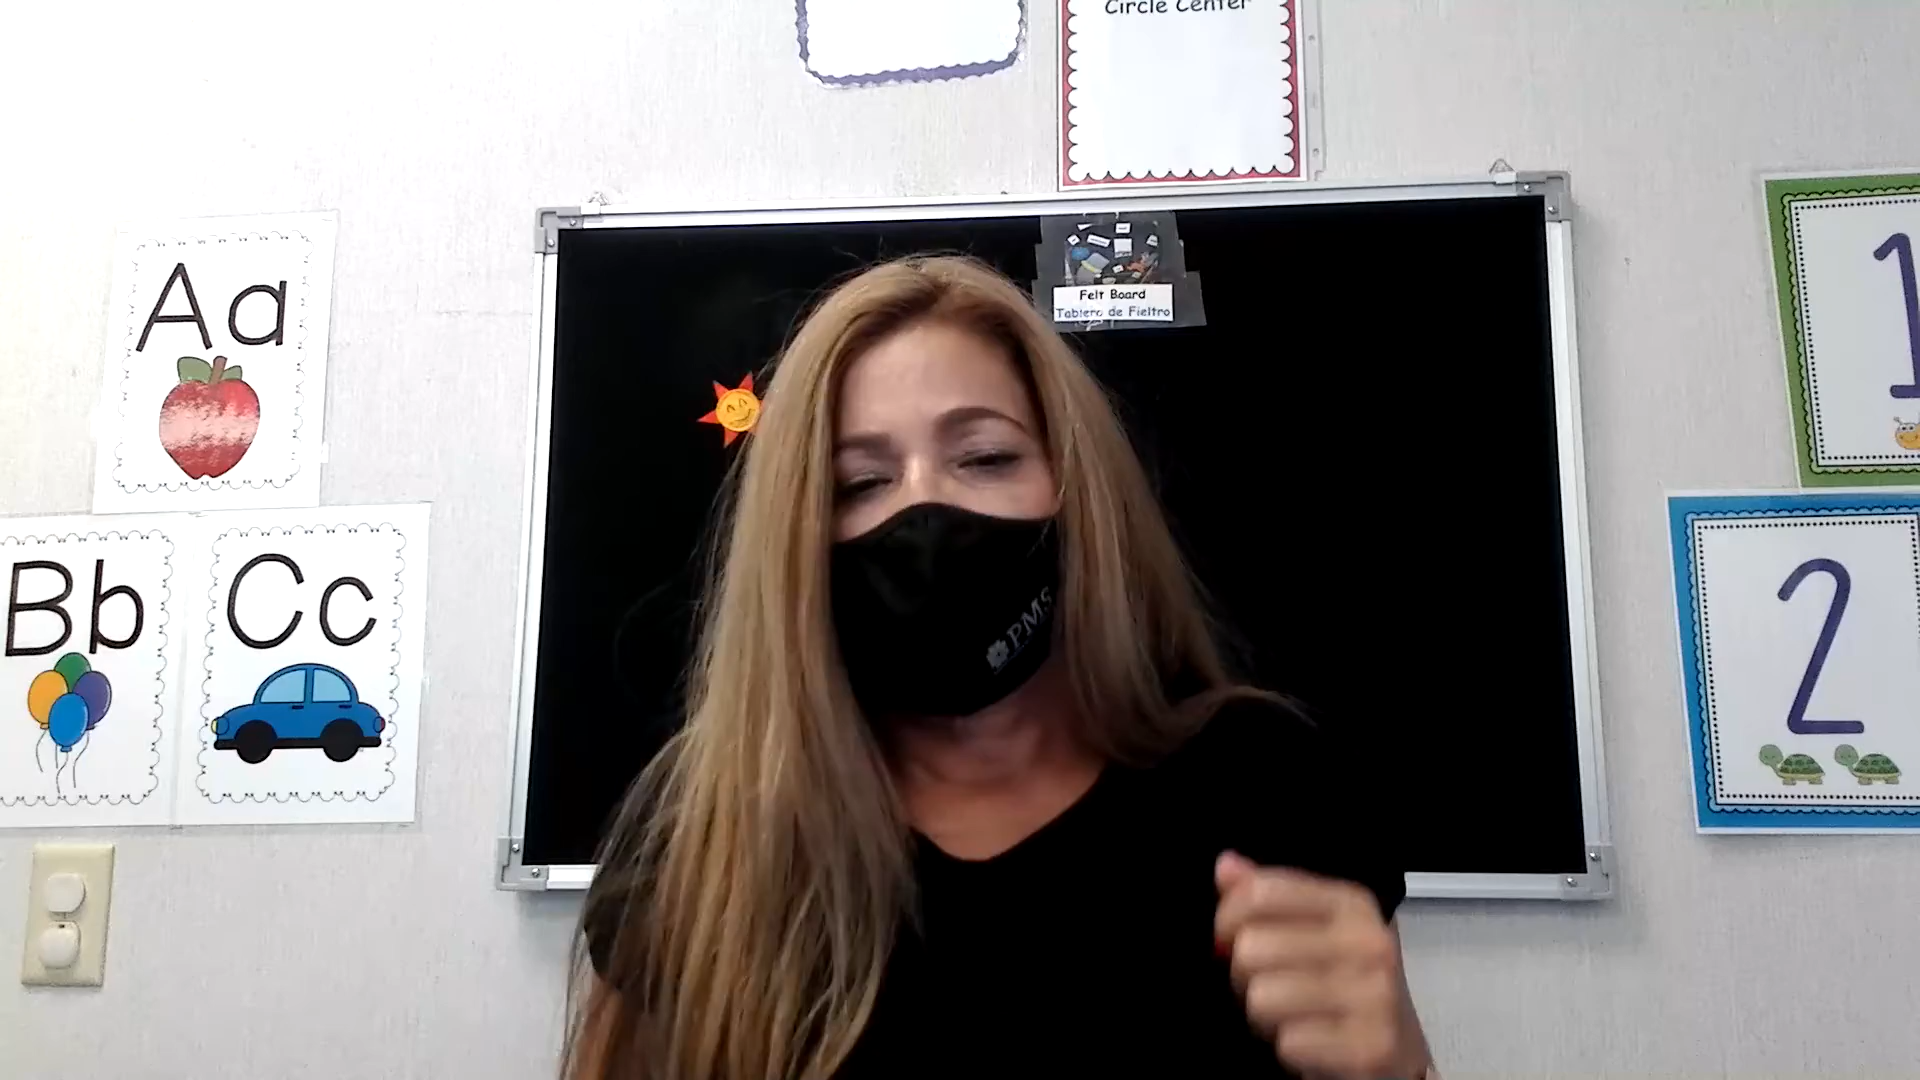 Circle Center
Aa
Felt Board
Tablero de Fieltro
1
Bb
Cc
2
PMS